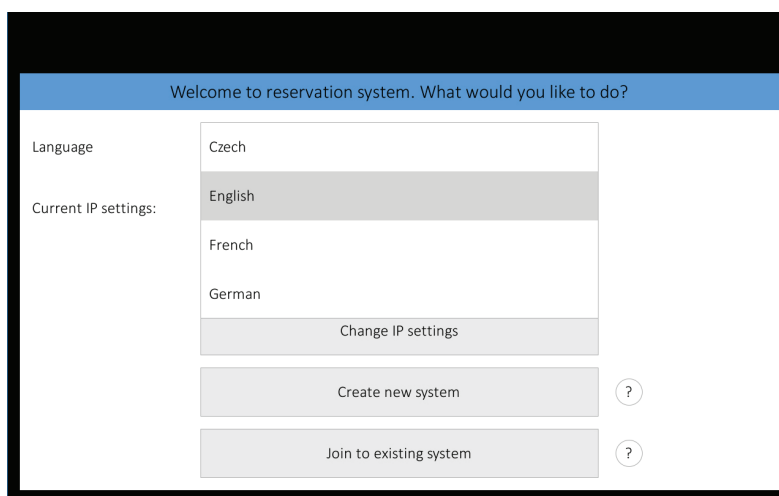 Welcome to reservation system. What would you like to do?
Language
Czech
English
Current IP settings:
French
German
Change IP settings
Create new system
?
Join to existing system
?